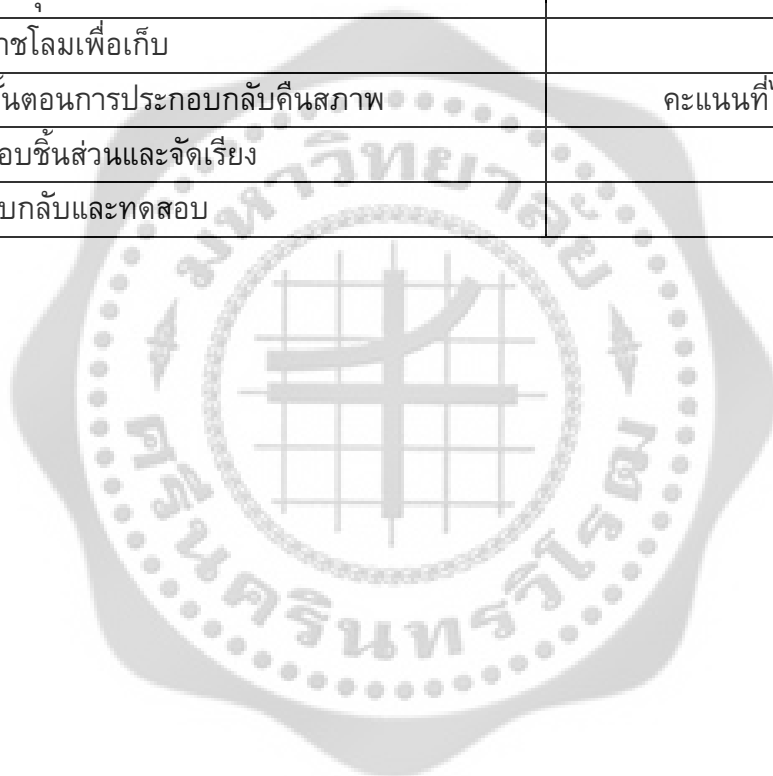 าชโลมเพื่อเก็บ
ั้นตอนการประกอบกลับคืนสภาพ คะแนนที่
อบชิ้นส่วนและจัดเรียง
บกลับและทดสอบ
มหาวิทยาลัย
ศรีนครินทรวิโรฒ